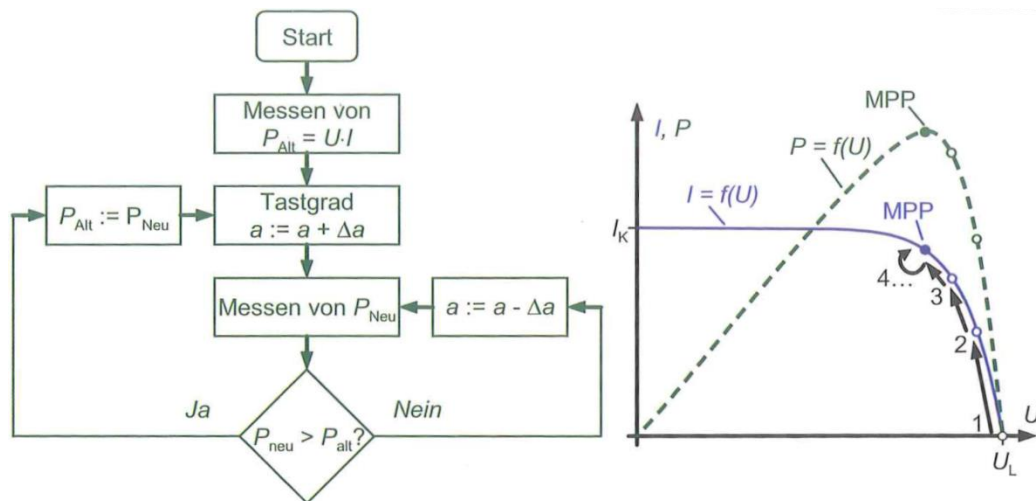 Start
Messen von
P_Alt = U·I
P_Alt := P_Neu
Tastgrad
a := a + Δa
Messen von P_Neu
a := a - Δa
Ja
Nein
P_neu > P_alt?
I, P
MPP
P = f(U)
I = f(U)
MPP
I_K
4...
3
2
1
U
U_L